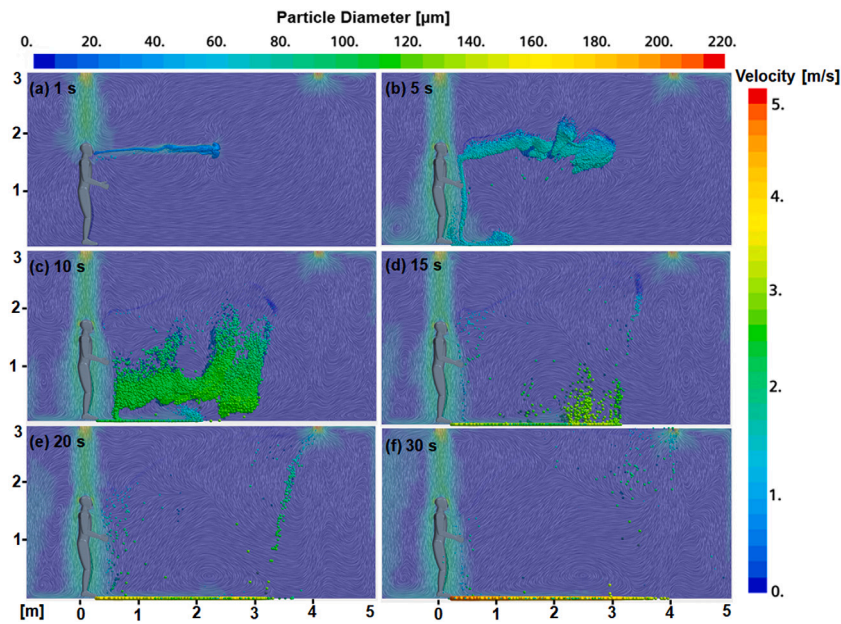 Particle Diameter [µm]
0. 20. 40. 60. 80. 100. 120. 140. 160. 180. 200. 220.
Velocity [m/s]
3 (a) 1 s (b) 5 s 5.
2
1 4.
3 (c) 10 s (d) 15 s 3.
2
1 2.
3 (e) 20 s (f) 30 s
2 1.
1
0.
[m] 0 1 2 3 4 5 0 1 2 3 4 5